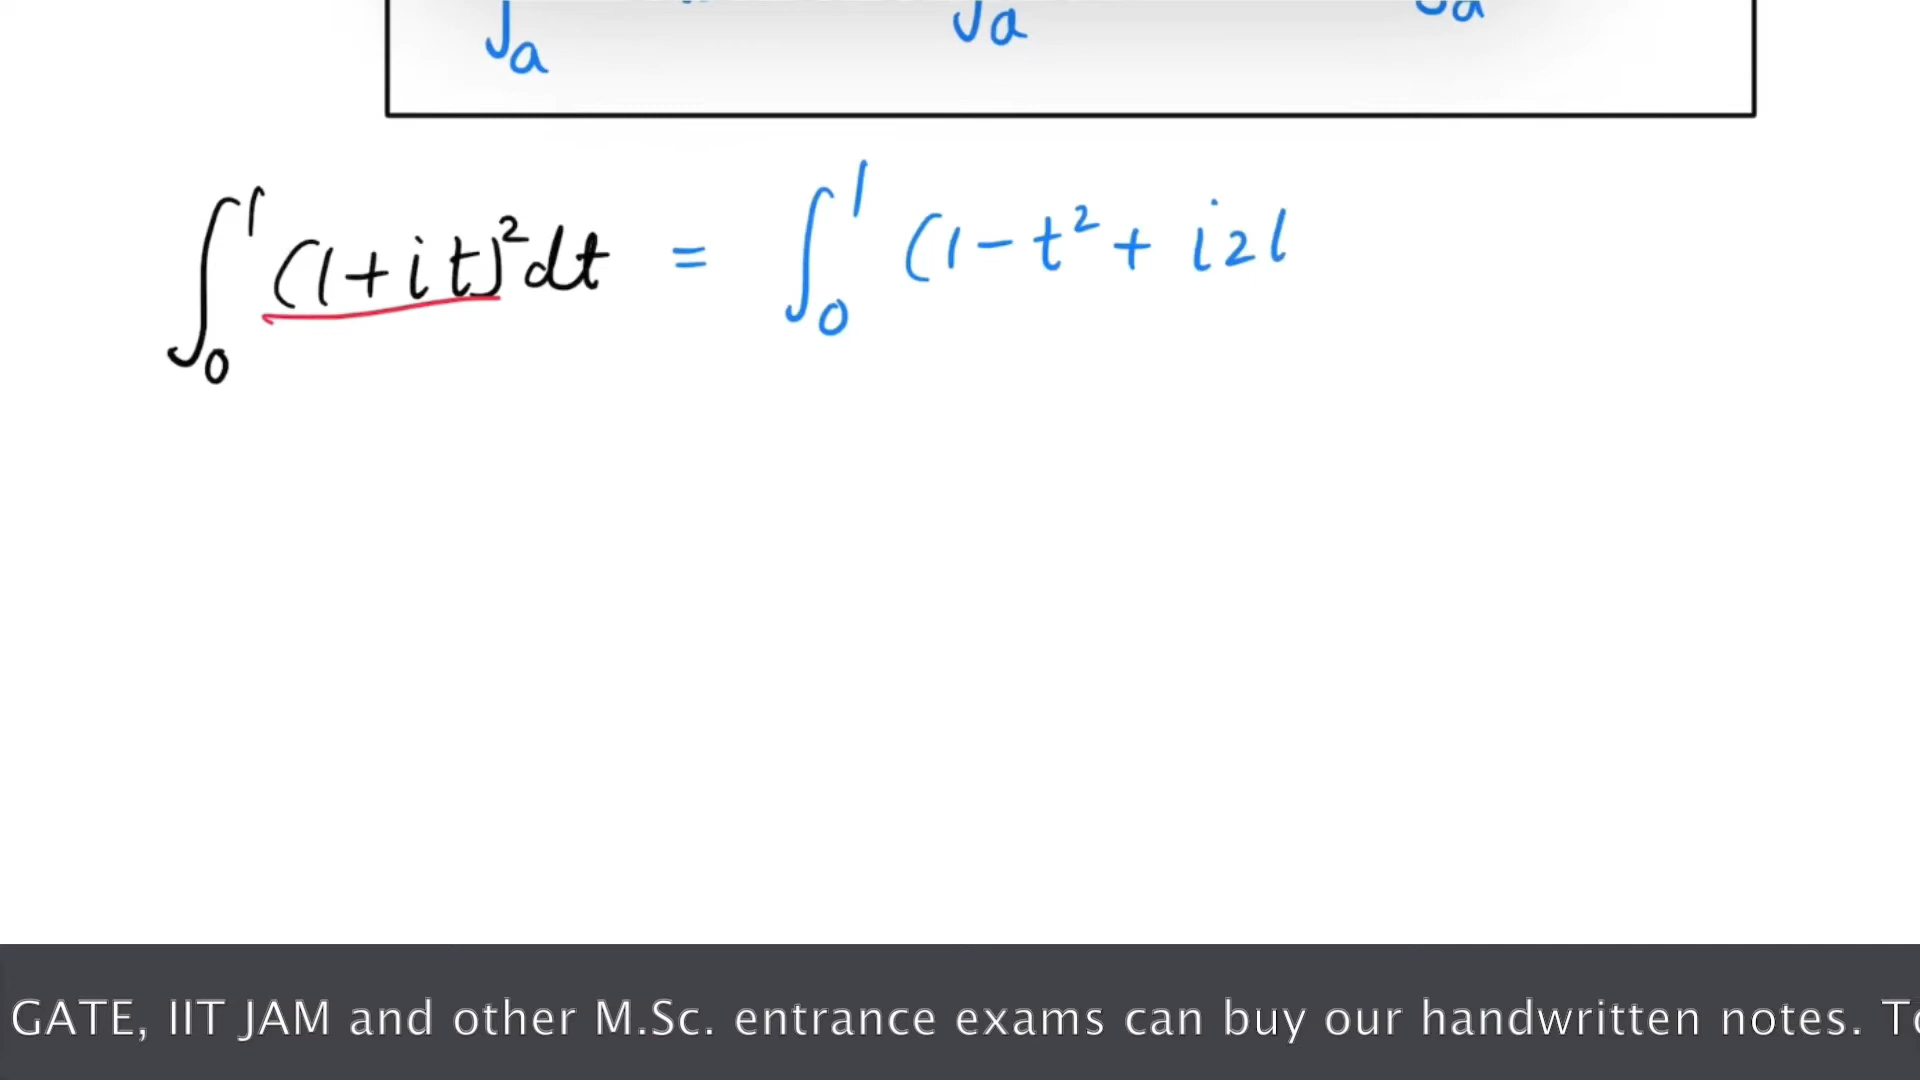 ∫ₐ ∫ₐ ∫ₐ
∫₀¹ (1+it)² dt = ∫₀¹ (1 - t² + i2
GATE, IIT JAM and other M.Sc. entrance exams can buy our handwritten notes. To